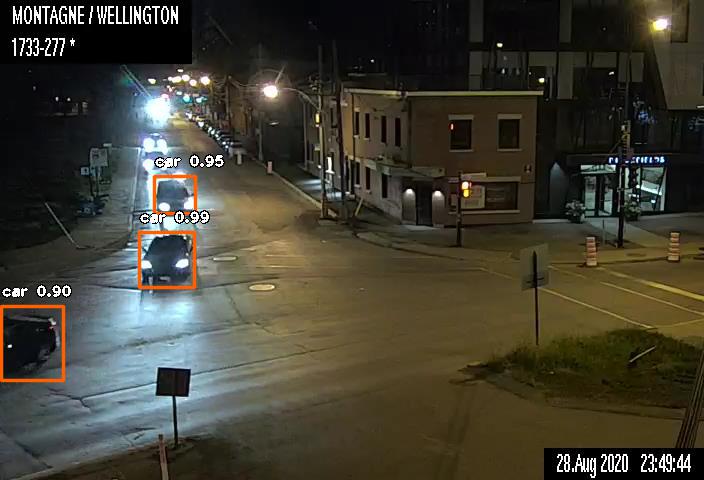 MONTAGNE / WELLINGTON
1733-277 *
car 0.95
car 0.99
car 0.90
28.Aug 2020 23:49:44